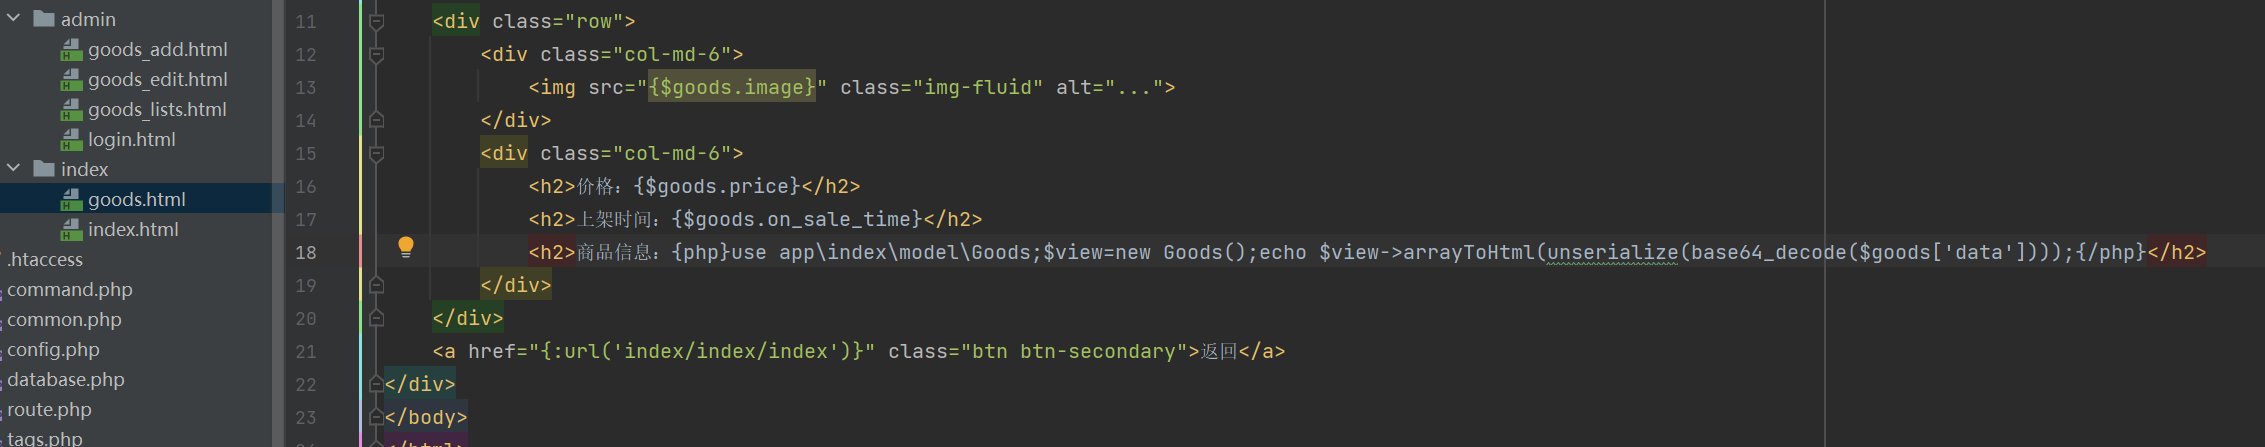 admin
goods_add.html
goods_edit.html
goods_lists.html
login.html
index
goods.html
index.html
.htaccess
command.php
common.php
config.php
database.php
route.php
tags.php
11 <div class="row">
12 <div class="col-md-6">
13 <img src="{$goods.image}" class="img-fluid" alt="...">
14 </div>
15 <div class="col-md-6">
16 <h2>价格：{$goods.price}</h2>
17 <h2>上架时间：{$goods.on_sale_time}</h2>
18 <h2>商品信息：{php}use app\index\model\Goods;$view=new Goods();echo $view->arrayToHtml(unserialize(base64_decode($goods['data'])));{/php}</h2>
19 </div>
20 </div>
21 <a href="{:url('index/index/index')}" class="btn btn-secondary">返回</a>
22 </div>
23 </body>
</html>